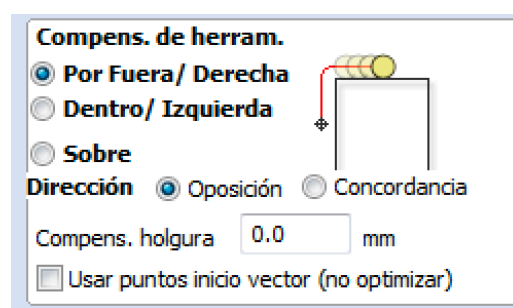 Compens. de herram.
Por Fuera/ Derecha
Dentro/ Izquierda
Sobre
Dirección Oposición Concordancia
Compens. holgura 0.0 mm
Usar puntos inicio vector (no optimizar)